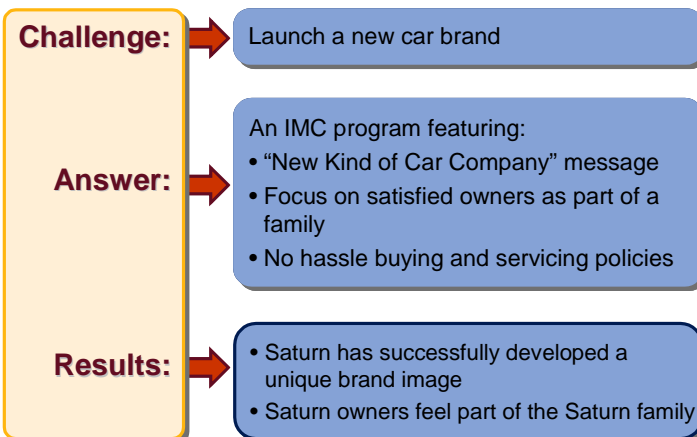 Challenge:
Launch a new car brand
Answer:
An IMC program featuring:
• “New Kind of Car Company” message
• Focus on satisfied owners as part of a
family
• No hassle buying and servicing policies
Results:
• Saturn has successfully developed a
unique brand image
• Saturn owners feel part of the Saturn family